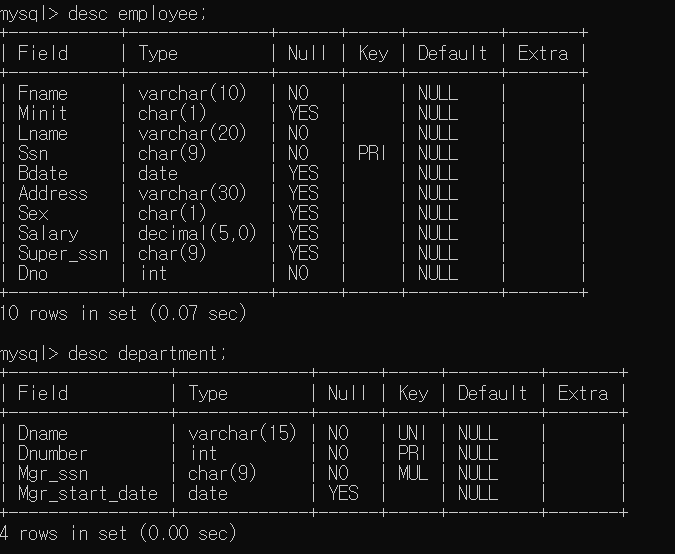 mysql> desc employee;
+-----------+--------------+------+-----+---------+-------+
| Field | Type | Null | Key | Default | Extra |
+-----------+--------------+------+-----+---------+-------+
| Fname | varchar(10) | NO | | NULL | |
| Minit | char(1) | YES | | NULL | |
| Lname | varchar(20) | NO | | NULL | |
| Ssn | char(9) | NO | PRI | NULL | |
| Bdate | date | YES | | NULL | |
| Address | varchar(30) | YES | | NULL | |
| Sex | char(1) | YES | | NULL | |
| Salary | decimal(5,0) | YES | | NULL | |
| Super_ssn | char(9) | YES | | NULL | |
| Dno | int | NO | | NULL | |
+-----------+--------------+------+-----+---------+-------+
10 rows in set (0.07 sec)
mysql> desc department;
+----------------+-------------+------+-----+---------+-------+
| Field | Type | Null | Key | Default | Extra |
+----------------+-------------+------+-----+---------+-------+
| Dname | varchar(15) | NO | UNI | NULL | |
| Dnumber | int | NO | PRI | NULL | |
| Mgr_ssn | char(9) | NO | MUL | NULL | |
| Mgr_start_date | date | YES | | NULL | |
+----------------+-------------+------+-----+---------+-------+
4 rows in set (0.00 sec)